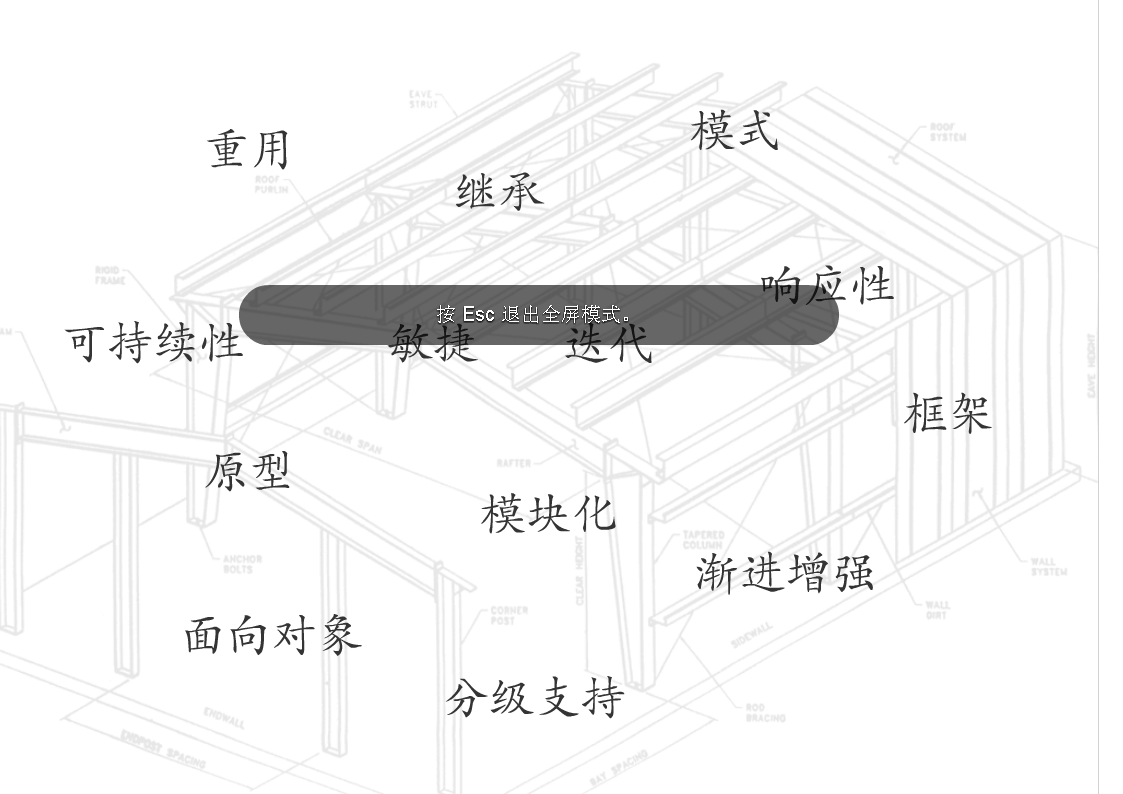 EAVE
STRUT
模式
重用
ROOF
SYSTEM
继承
ROOF
PURLIN
RIGID
FRAME
响应性
按 Esc 退出全屏模式。
可持续性
敏捷
迭代
EAVE HEIGHT
框架
CLEAR SPAN
RAFTER
原型
模块化
TAPERED
COLUMN
ANCHOR
BOLTS
CLEAR HEIGHT
渐进增强
WALL
SYSTEM
CORNER
POST
WALL
DIRT
面向对象
SIDEWALL
分级支持
ENDWALL
ROD
BRACING
ENDPOST SPACING
BAY SPACING